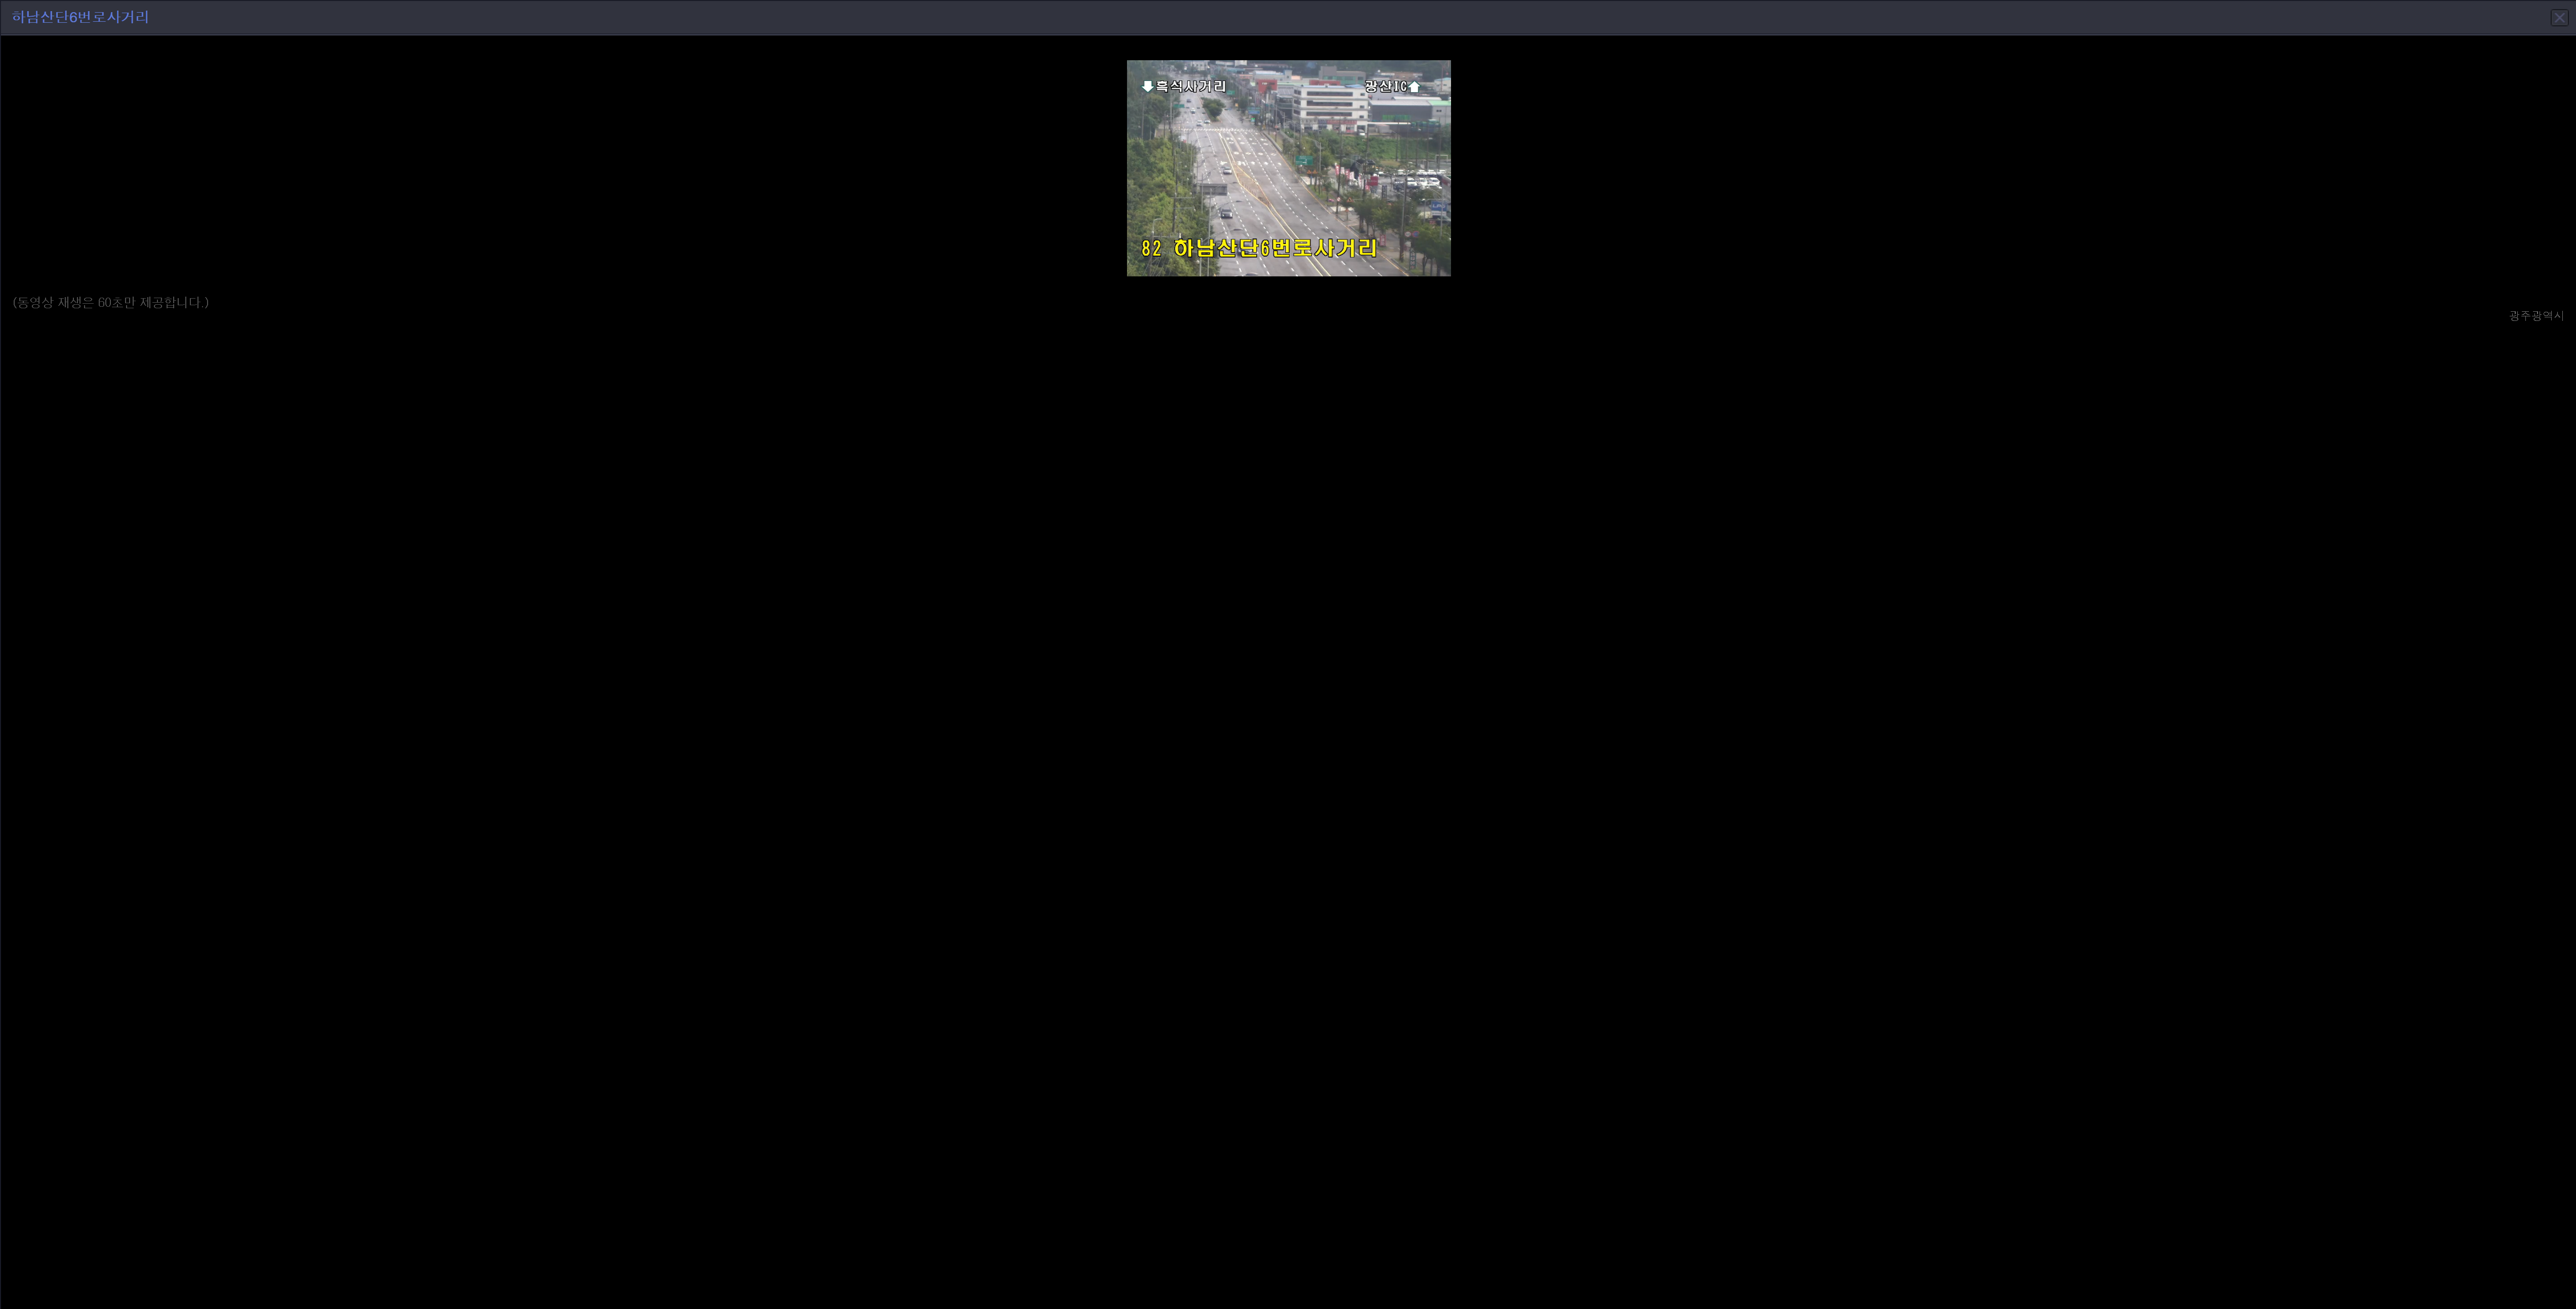 하남산단6번로사거리
⬇흑석사거리 광산IC⬆
82 하남산단6번로사거리
(동영상 재생은 60초만 제공합니다.)
광주광역시